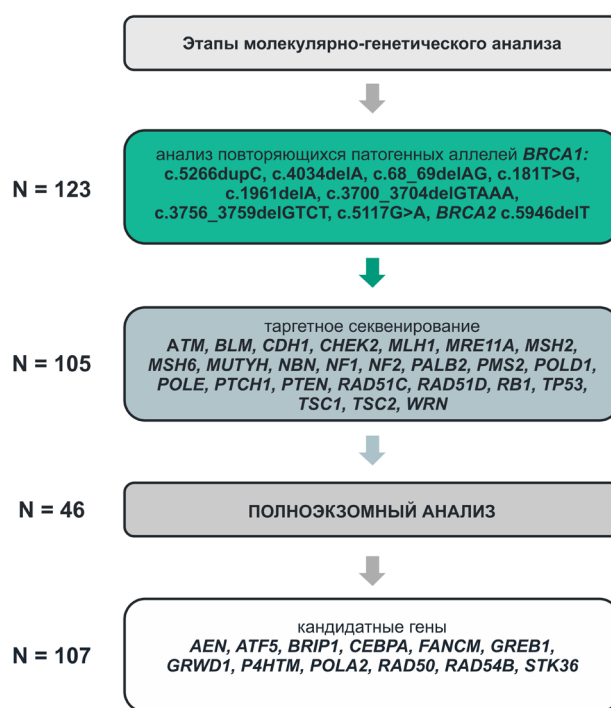 Этапы молекулярно-генетического анализа
N = 123
анализ повторяющихся патогенных аллелей BRCA1:
c.5266dupC, c.4034delA, c.68_69delAG, c.181T>G,
c.1961delA, c.3700_3704delGTAAA,
c.3756_3759delGTCT, c.5117G>A, BRCA2 c.5946delT
N = 105
таргетное секвенирование
ATM, BLM, CDH1, CHEK2, MLH1, MRE11A, MSH2,
MSH6, MUTYH, NBN, NF1, NF2, PALB2, PMS2, POLD1,
POLE, PTCH1, PTEN, RAD51C, RAD51D, RB1, TP53,
TSC1, TSC2, WRN
N = 46
ПОЛНОЭКЗОМНЫЙ АНАЛИЗ
N = 107
кандидатные гены
AEN, ATF5, BRIP1, CEBPA, FANCM, GREB1,
GRWD1, P4HTM, POLA2, RAD50, RAD54B, STK36